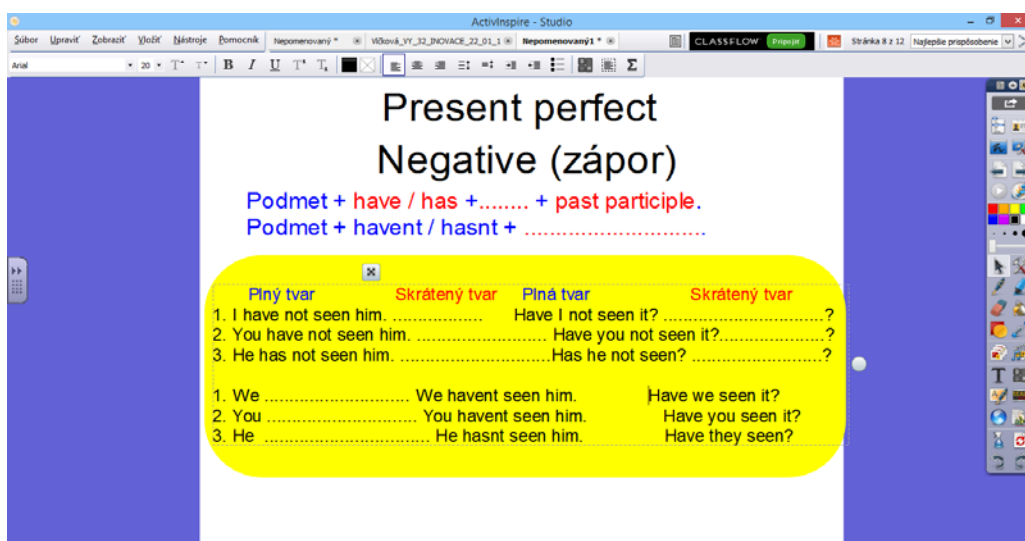 ActivInspire - Studio
Súbor Upraviť Zobraziť Vložiť Nástroje Pomocník Nepomenovaný * Vlčková_VY_32_INOVACE_22_01_1 Nepomenovaný1 * CLASSFLOW Pripojiť Stránka 8 z 12 Najlepšie prispôsobenie
Arial 20 B I U
Present perfect
Negative (zápor)
Podmet + have / has +........ + past participle.
Podmet + havent / hasnt + .............................
Plný tvar Skrátený tvar Plná tvar Skrátený tvar
1. I have not seen him. .................. Have I not seen it? ................................?
2. You have not seen him. .......................... Have you not seen it?.....................?
3. He has not seen him. ..............................Has he not seen? ..........................?
1. We ............................. We havent seen him. Have we seen it?
2. You .............................. You havent seen him. Have you seen it?
3. He ................................. He hasnt seen him. Have they seen?